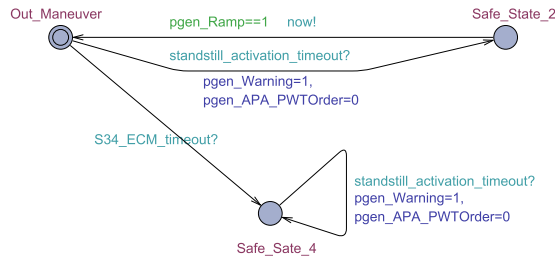 Out_Maneuver
pgen_Ramp==1 now!
Safe_State_2
standstill_activation_timeout?
pgen_Warning=1,
pgen_APA_PWTOrder=0
S34_ECM_timeout?
standstill_activation_timeout?
pgen_Warning=1,
pgen_APA_PWTOrder=0
Safe_Sate_4